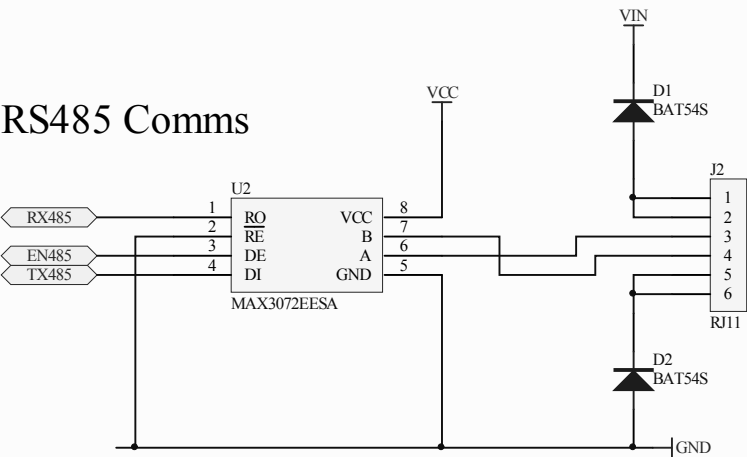 VIN
D1
BAT54S
VCC
RS485 Comms
J2
U2
1
2
3
4
5
6
RJ11
RX485
EN485
TX485
1
2
3
4
RO
RE
DE
DI
VCC
B
A
GND
8
7
6
5
MAX3072EESA
D2
BAT54S
GND